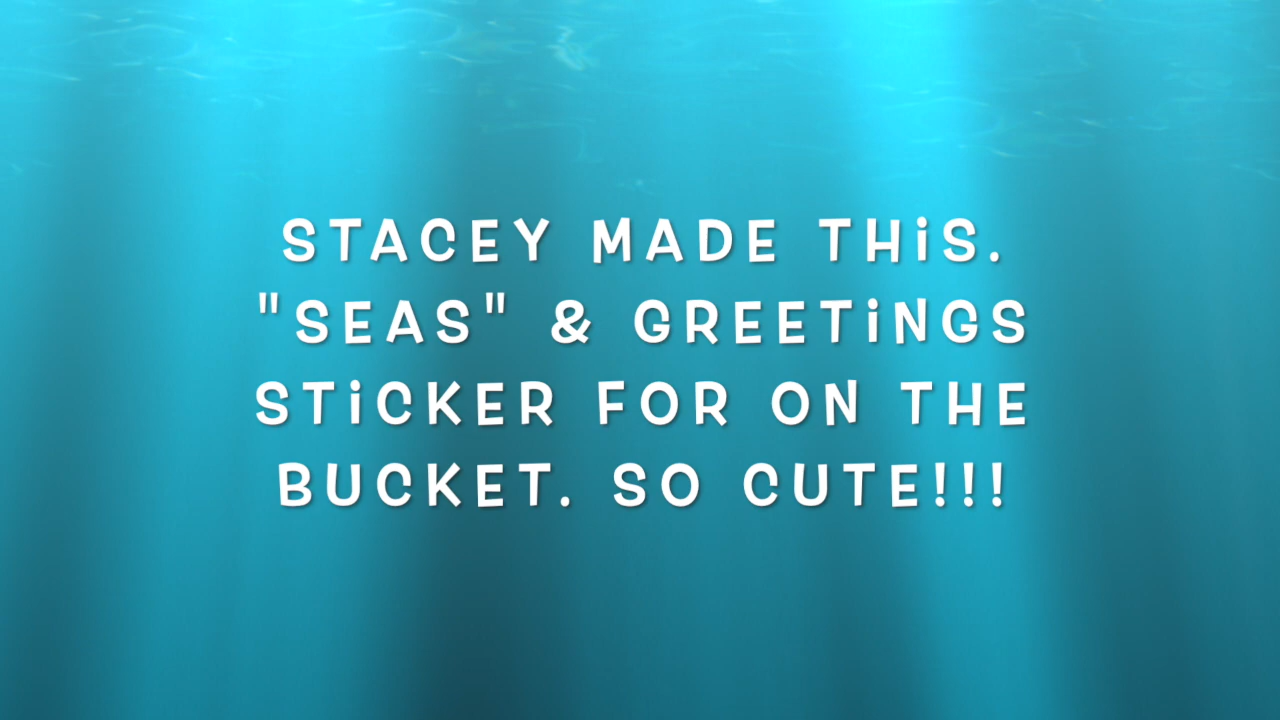 STACEY MADE THiS.
"SEAS" & GREETiNGS
STiCKER FOR ON THE
BUCKET. SO CUTE!!!